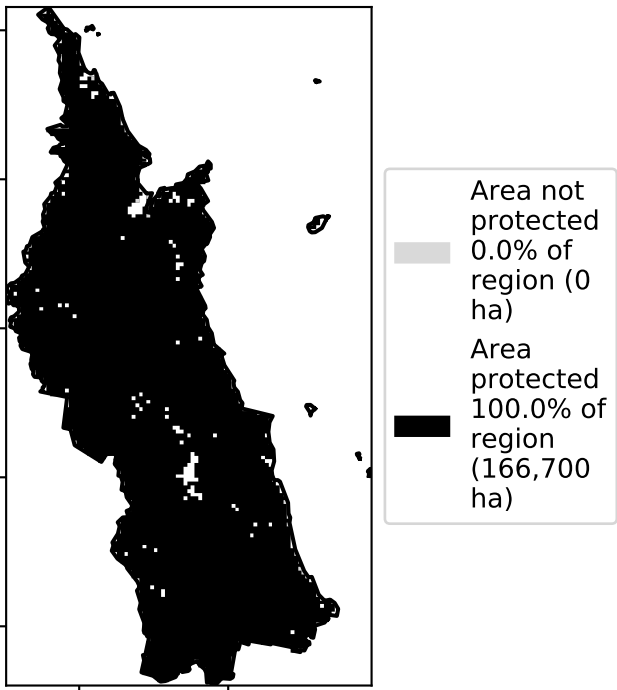 Area not
protected
0.0% of
region (0
ha)
Area
protected
100.0% of
region
(166,700
ha)